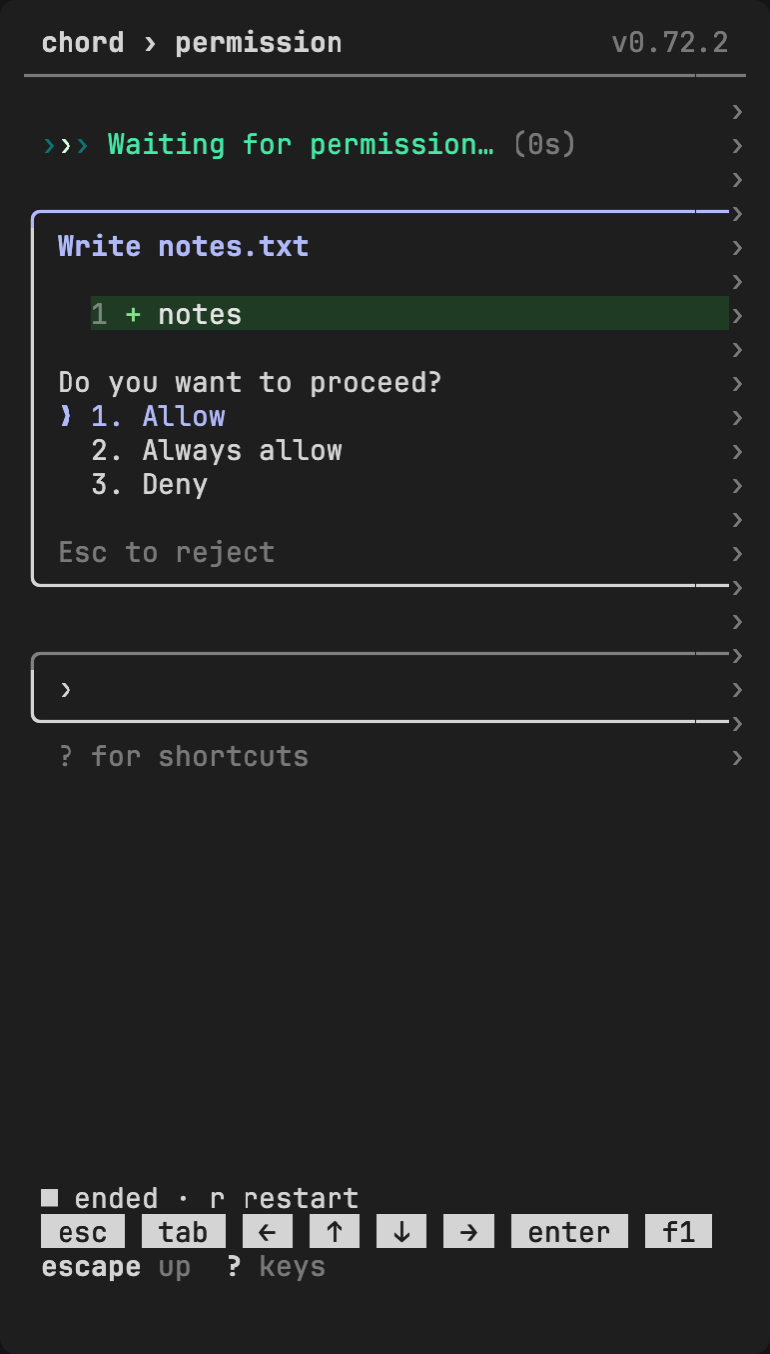 chord › permission v0.72.2
›
››› Waiting for permission… (0s) ›
›
›
Write notes.txt ›
›
1 + notes ›
›
Do you want to proceed? ›
❫ 1. Allow ›
2. Always allow ›
3. Deny ›
›
Esc to reject ›
›
›
›
› ›
›
? for shortcuts ›
■ ended · r restart
esc tab ← ↑ ↓ → enter f1
escape up ? keys